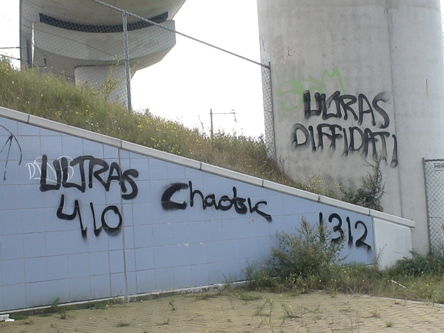 ULTRAS
DIFFIDATI
ULTRAS
410
Chaotic
1312